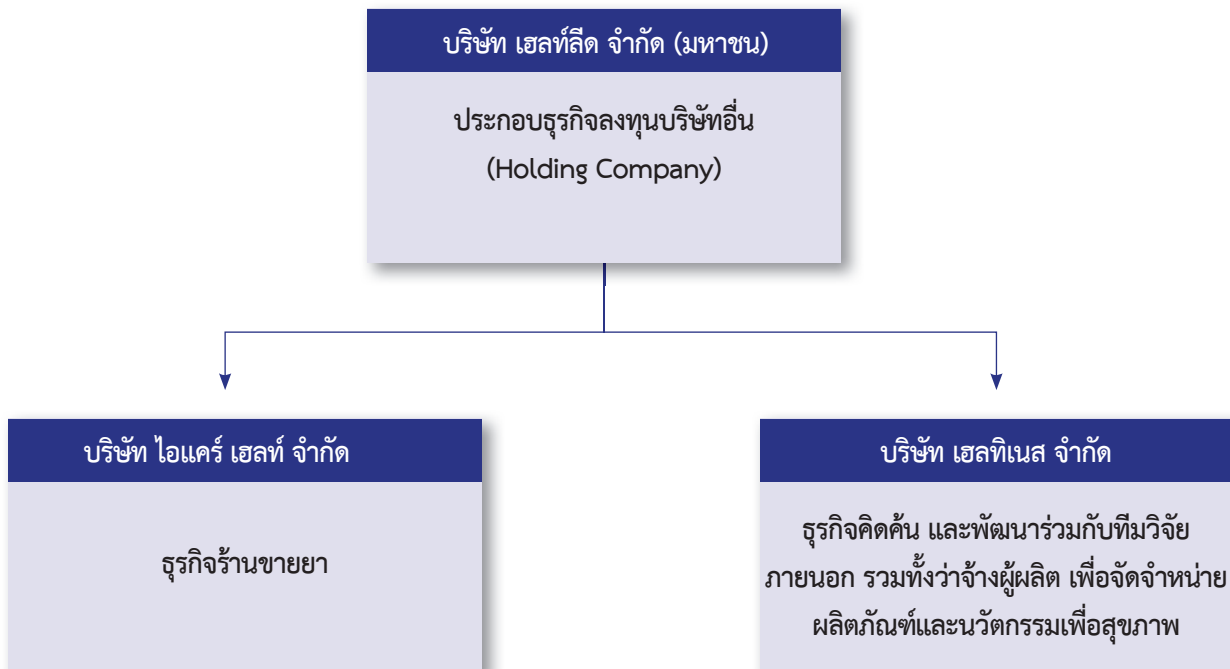 บริษัท เฮลท์ลีด จำกัด (มหาชน)
ประกอบธุรกิจลงทุนบริษัทอื่น
(Holding Company)
บริษัท ไอแคร์ เฮลท์ จำกัด
ธุรกิจร้านขายยา
บริษัท เฮลทิเนส จำกัด
ธุรกิจคิดค้น และพัฒนาร่วมกับทีมวิจัย
ภายนอก รวมทั้งว่าจ้างผู้ผลิต เพื่อจัดจำหน่าย
ผลิตภัณฑ์และนวัตกรรมเพื่อสุขภาพ